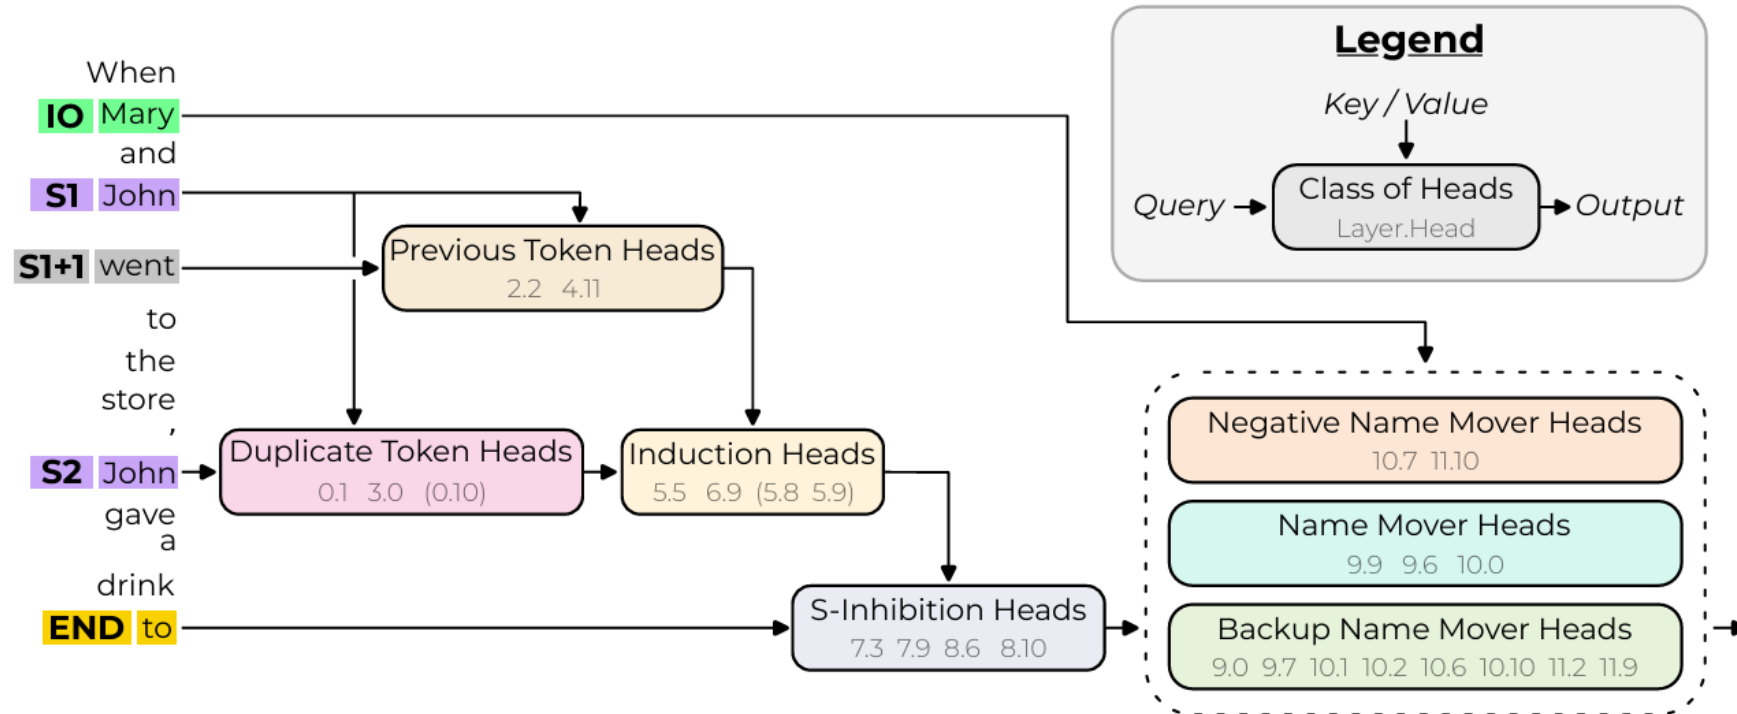 When
IO Mary
and
S1 John
S1+1 went
to
the
store
,
S2 John
gave
a
drink
END to
Previous Token Heads
2.2 4.11
Duplicate Token Heads
0.1 3.0 (0.10)
Induction Heads
5.5 6.9 (5.8 5.9)
S-Inhibition Heads
7.3 7.9 8.6 8.10
Legend
Key / Value
Query
Class of Heads
Layer.Head
Output
Negative Name Mover Heads
10.7 11.10
Name Mover Heads
9.9 9.6 10.0
Backup Name Mover Heads
9.0 9.7 10.1 10.2 10.6 10.10 11.2 11.9